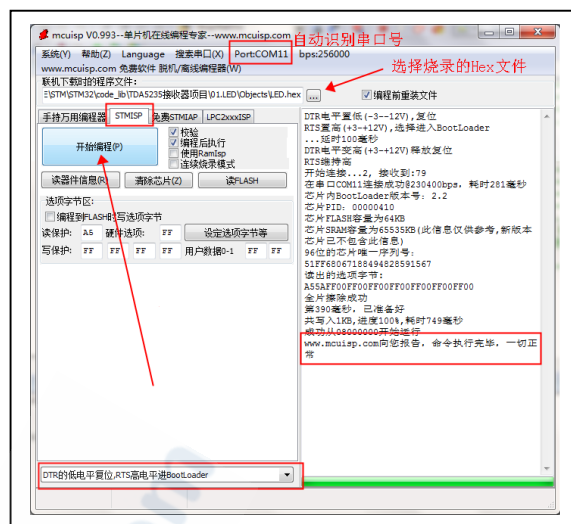 mcuisp V0.993--单片机在线编程专家--www.mcuisp.com
自动识别串口号
系统(Y) 帮助(Z) Language 搜索串口(X) Port:COM11 bps:256000
www.mcuisp.com 免费软件 脱机/离线编程器(W)
选择烧录的Hex文件
联机下载时的程序文件:
E\STM\STM32\code_lib\TDA5235接收器项目\01.LED\Objects\LED.hex ... 编程前重装文件
手持万用编程器 STMISP 免费STMIAP LPC2xxxISP
开始编程(P)
校验
编程后执行
使用RamIsp
连续烧录模式
读器件信息(R) 清除芯片(Z) 读FLASH
选项字节区:
编程到FLASH时写选项字节
读保护: A5 硬件选项: FF 设定选项字节等
写保护: FF FF FF FF 用户数据0-1 FF FF
DTR的低电平复位,RTS高电平进BootLoader
DTR电平置低(-3--12V),复位
RTS置高(+3-+12V),选择进入BootLoader
...延时100毫秒
DTR电平变高(+3-+12V)释放复位
RTS维持高
开始连接...2, 接收到:79
在串口COM11连接成功@230400bps, 耗时281毫秒
芯片内BootLoader版本号: 2.2
芯片PID: 00000410
芯片FLASH容量为64KB
芯片SRAM容量为65535KB(此信息仅供参考,新版本
芯片已不包含此信息)
96位的芯片唯一序列号:
51FF68067188494828591567
读出的选项字节:
A55AFF00FF00FF00FF00FF00FF00FF00
全片擦除成功
第390毫秒, 已准备好
共写入1KB,进度100%,耗时749毫秒
成功从08000000开始运行
www.mcuisp.com向您报告, 命令执行完毕, 一切正
常